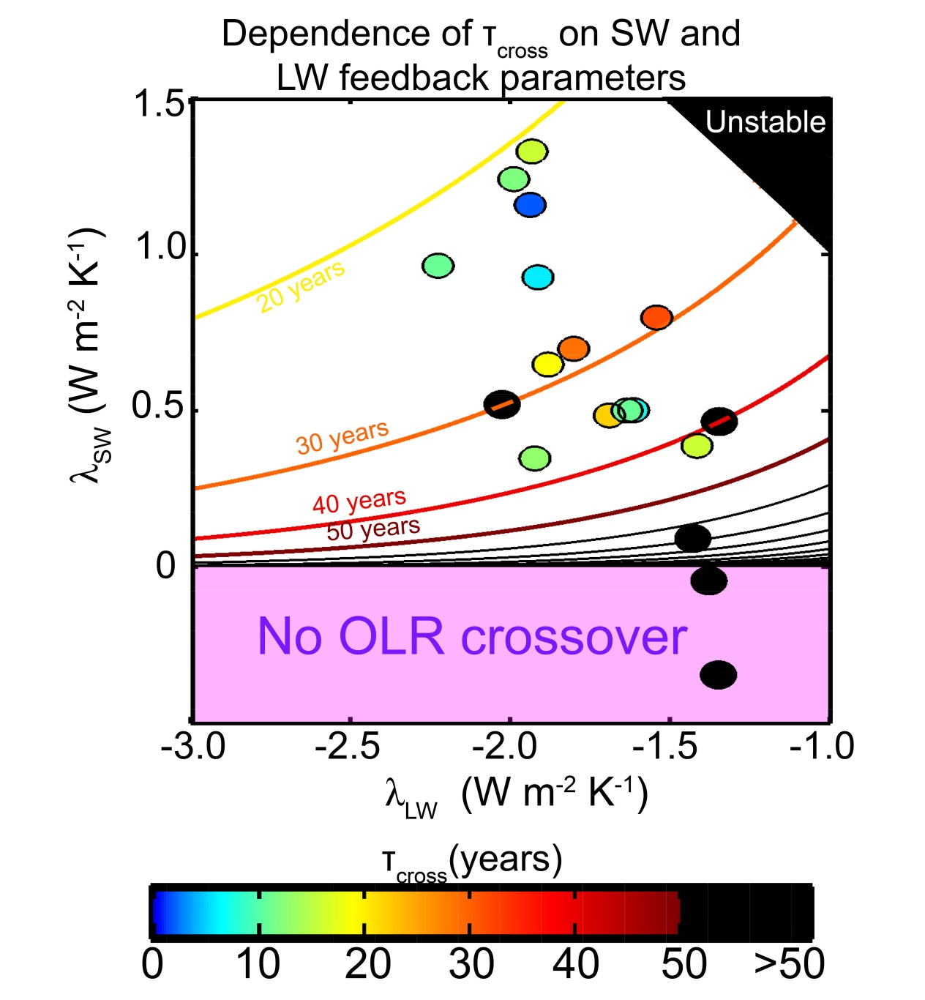 Dependence of τcross on SW and
LW feedback parameters
1.5
Unstable
1.0
20 years
λSW (W m-2 K-1)
0.5
30 years
40 years
50 years
0
No OLR crossover
-3.0 -2.5 -2.0 -1.5 -1.0
λLW (W m-2 K-1)
τcross(years)
0 10 20 30 40 50 >50